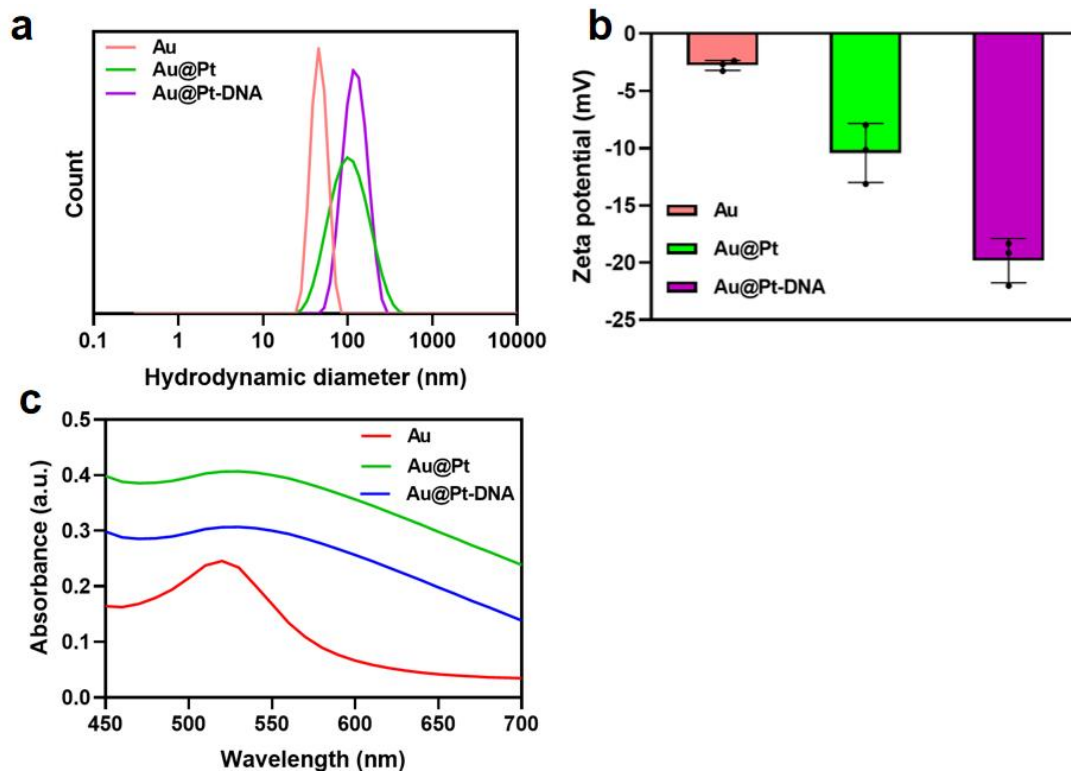 a
Au
Au@Pt
Au@Pt-DNA
Count
0.1 1 10 100 1000 10000
Hydrodynamic diameter (nm)
b
0
-5
-10
-15
-20
-25
Zeta potential (mV)
Au
Au@Pt
Au@Pt-DNA
c
0.5
0.4
0.3
0.2
0.1
0.0
Absorbance (a.u.)
Au
Au@Pt
Au@Pt-DNA
450 500 550 600 650 700
Wavelength (nm)